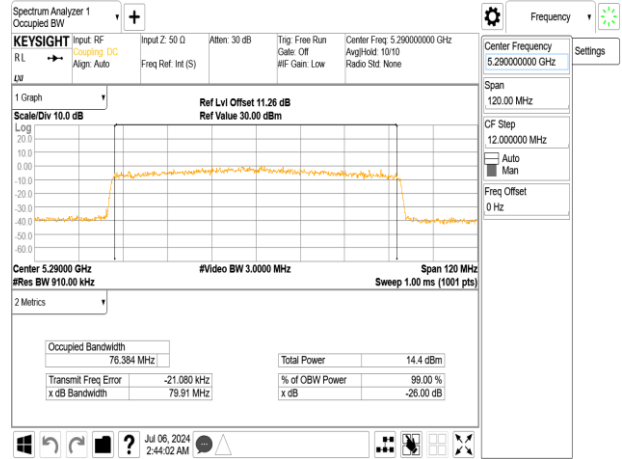 Spectrum Analyzer 1
Occupied BW
KEYSIGHT
RL
Input: RF
Coupling: DC
Align: Auto
Input Z: 50 Ω
Freq Ref: Int (S)
Atten: 30 dB
Trig: Free Run
Gate: Off
#IF Gain: Low
Center Freq: 5.290000000 GHz
Avg|Hold: 10/10
Radio Std: None
LXI
1 Graph
Scale/Div 10.0 dB
Ref Lvl Offset 11.26 dB
Ref Value 30.00 dBm
Log
20.0
10.0
0.00
-10.0
-20.0
-30.0
-40.0
-50.0
-60.0
Center 5.29000 GHz
#Res BW 910.00 kHz
#Video BW 3.0000 MHz
Span 120 MHz
Sweep 1.00 ms (1001 pts)
2 Metrics
Occupied Bandwidth
76.384 MHz
Transmit Freq Error -21.080 kHz
x dB Bandwidth 79.91 MHz
Total Power 14.4 dBm
% of OBW Power 99.00 %
x dB -26.00 dB
?
Jul 06, 2024
2:44:02 AM
Frequency
Center Frequency
5.290000000 GHz
Settings
Span
120.00 MHz
CF Step
12.000000 MHz
Auto
Man
Freq Offset
0 Hz